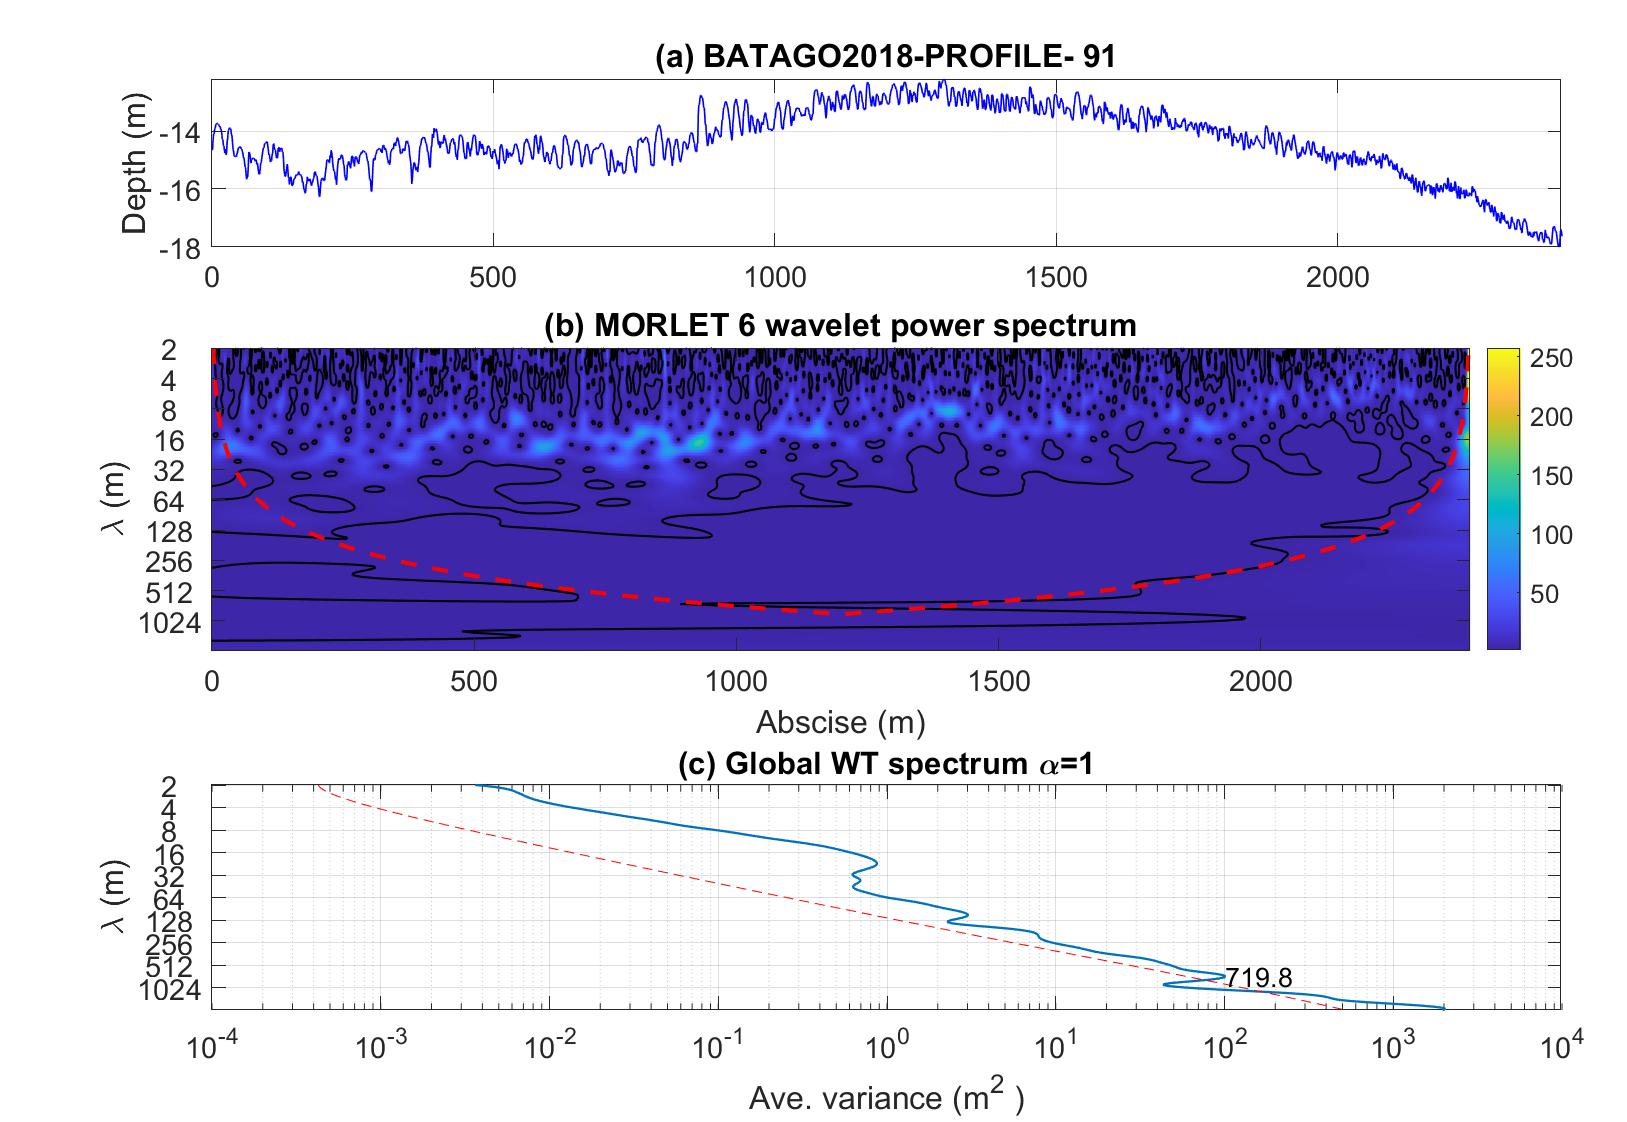 (a) BATAGO2018-PROFILE- 91
Depth (m)
-14
-16
-18
0 500 1000 1500 2000
(b) MORLET 6 wavelet power spectrum
λ (m)
2
4
8
16
32
64
128
256
512
1024
250
200
150
100
50
0 500 1000 1500 2000
Abscise (m)
(c) Global WT spectrum α=1
λ (m)
2
4
8
16
32
64
128
256
512
1024
719.8
10^-4 10^-3 10^-2 10^-1 10^0 10^1 10^2 10^3 10^4
Ave. variance (m^2 )